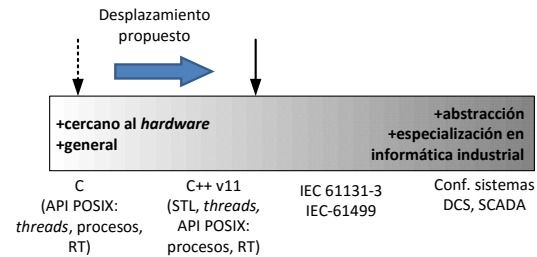 Desplazamiento
propuesto
+cercano al hardware
+general
+abstracción
+especialización en
informática industrial
C
(API POSIX:
threads, procesos,
RT)
C++ v11
(STL, threads,
API POSIX:
procesos, RT)
IEC 61131-3
IEC-61499
Conf. sistemas
DCS, SCADA